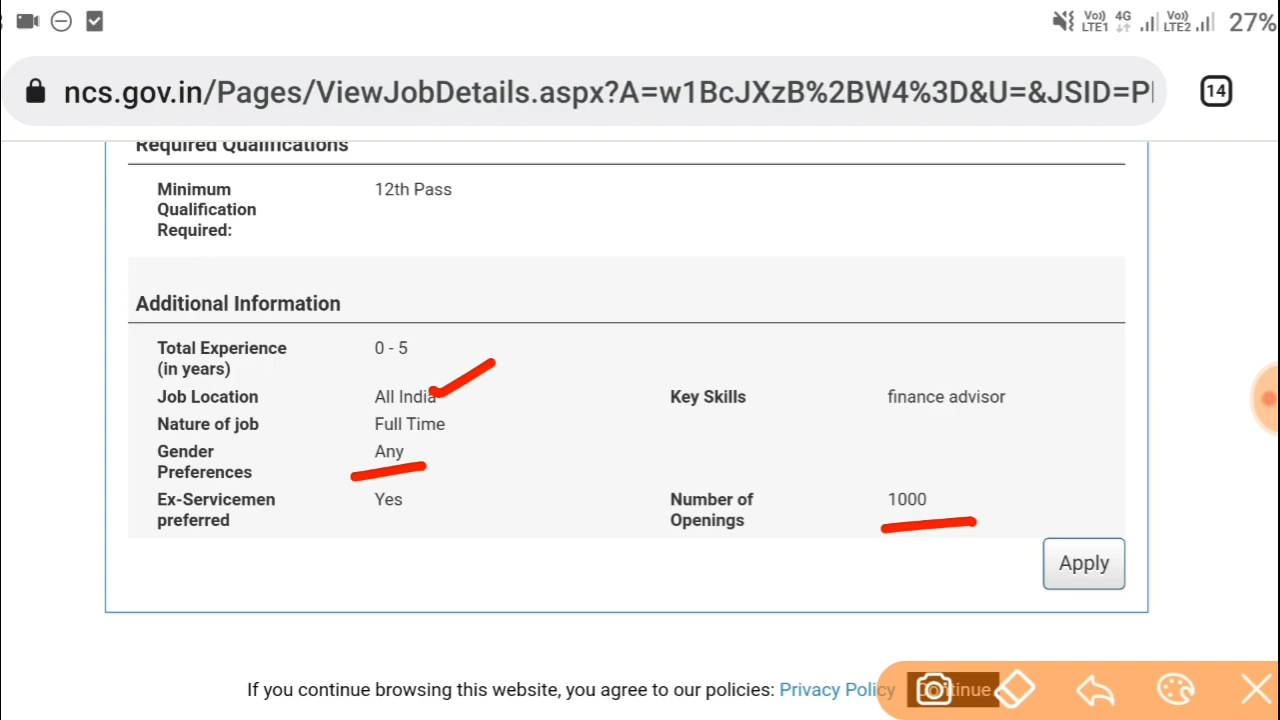 Vo)) 4G Vo)) 27%
LTE1 LTE2
ncs.gov.in/Pages/ViewJobDetails.aspx?A=w1BcJXzB%2BW4%3D&U=&JSID=P 14
Required Qualifications
Minimum Qualification Required: 12th Pass
Additional Information
Total Experience (in years) 0 - 5
Job Location All India Key Skills finance advisor
Nature of job Full Time
Gender Preferences Any
Ex-Servicemen preferred Yes Number of Openings 1000
Apply
If you continue browsing this website, you agree to our policies: Privacy Policy Continue